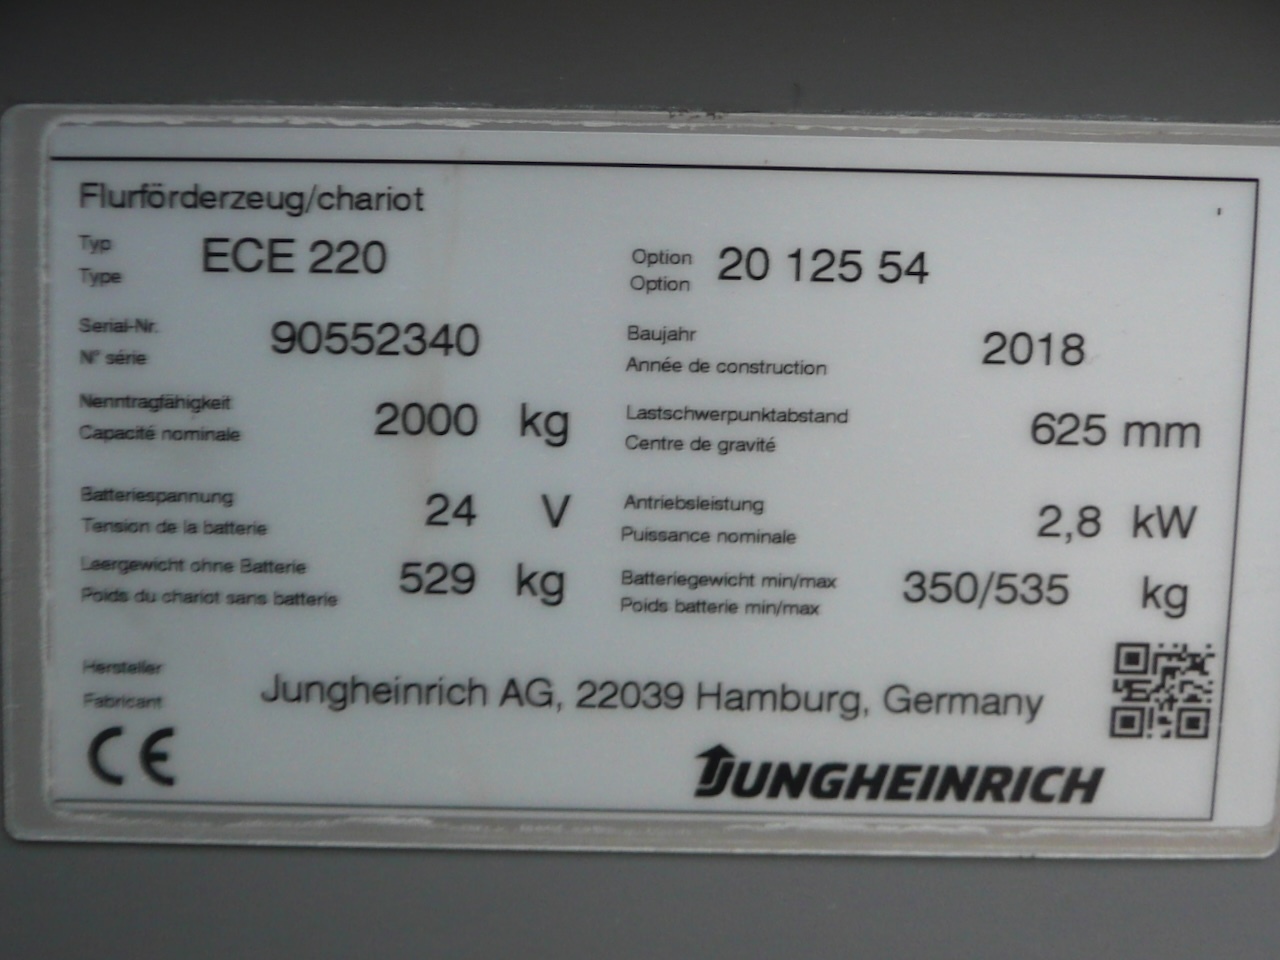 Flurförderzeug/chariot
Typ
Type
ECE 220
Option
Option
20 125 54
Serial-Nr.
N° série
90552340
Baujahr
Année de construction
2018
Nenntragfähigkeit
Capacité nominale
2000 kg
Lastschwerpunktabstand
Centre de gravité
625 mm
Batteriespannung
Tension de la batterie
24 V
Antriebsleistung
Puissance nominale
2,8 kW
Leergewicht ohne Batterie
Poids du chariot sans batterie
529 kg
Batteriegewicht min/max
Poids batterie min/max
350/535 kg
Hersteller
Fabricant
Jungheinrich AG, 22039 Hamburg, Germany
CE
JUNGHEINRICH